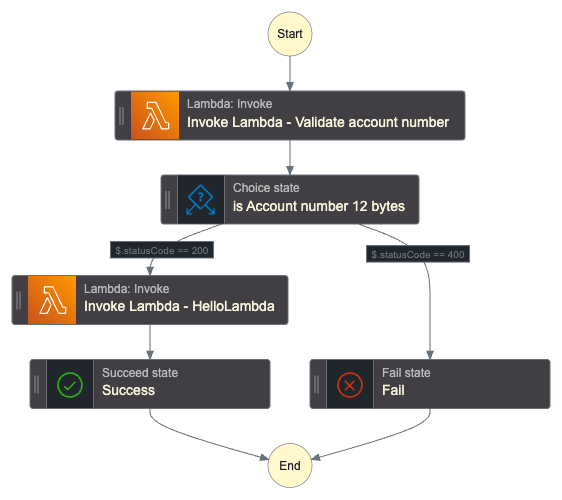 Start
Lambda: Invoke
Invoke Lambda - Validate account number
Choice state
is Account number 12 bytes
$.statusCode == 200
$.statusCode == 400
Lambda: Invoke
Invoke Lambda - HelloLambda
Succeed state
Success
Fail state
Fail
End